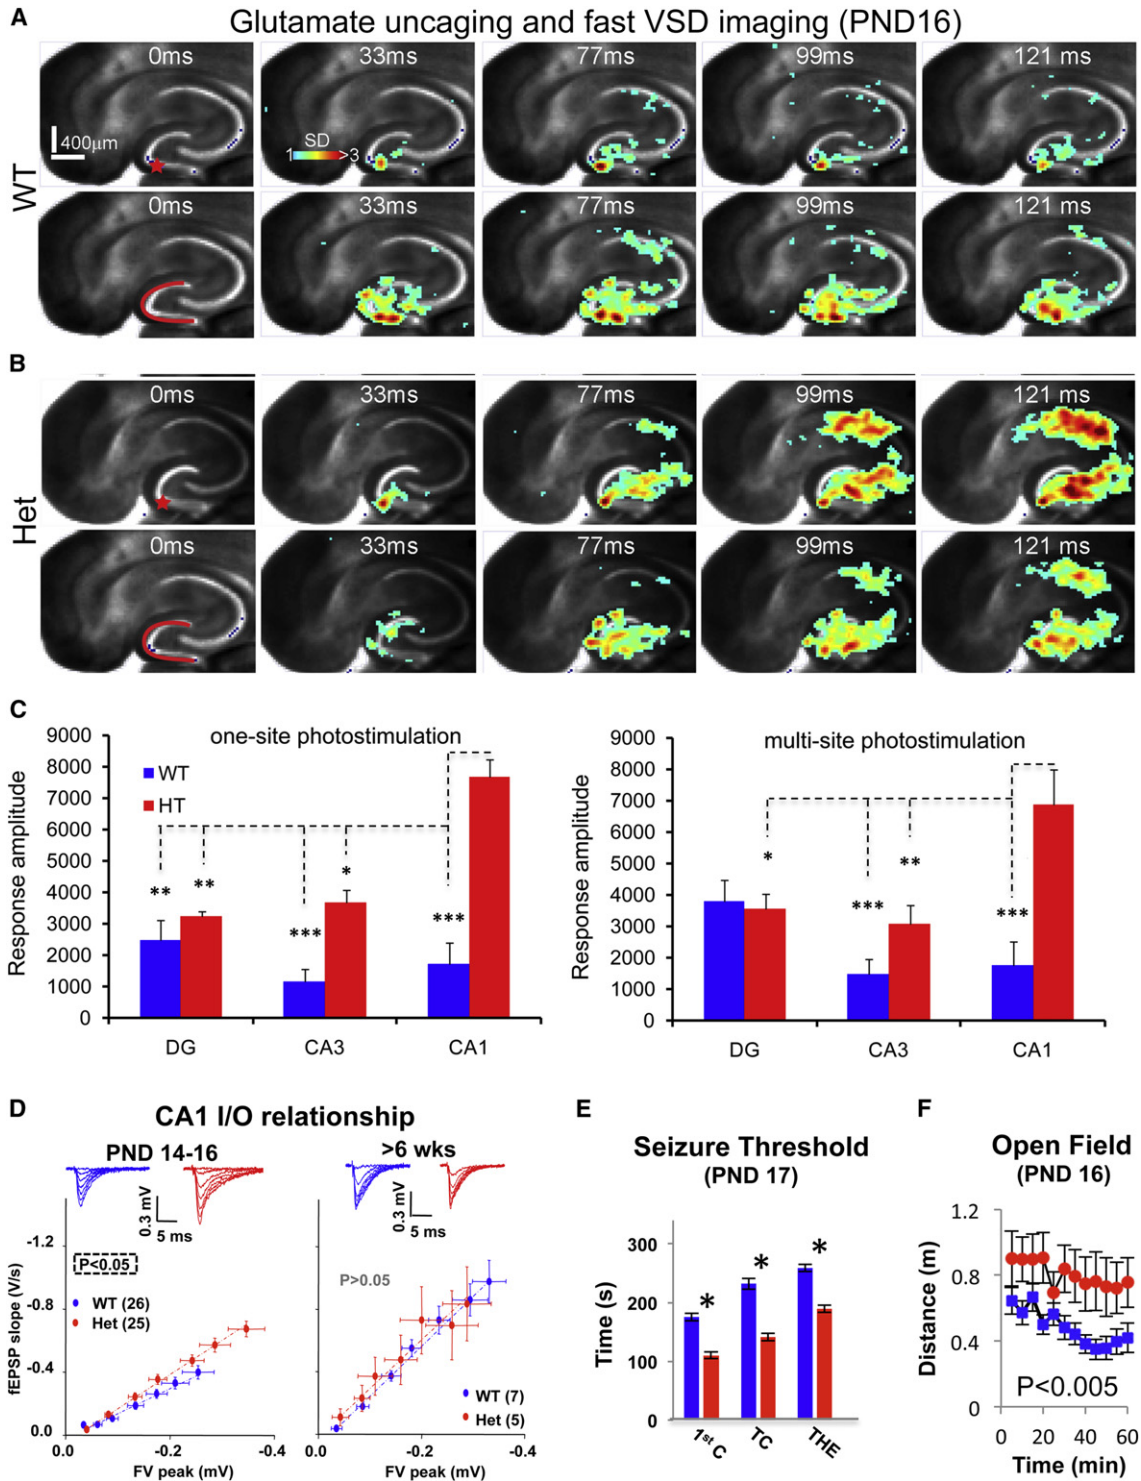 A
Glutamate uncaging and fast VSD imaging (PND16)
WT
0ms
33ms
77ms
99ms
121 ms
400µm
SD
1
>3
0ms
33ms
77ms
99ms
121 ms
B
Het
0ms
33ms
77ms
99ms
121 ms
0ms
33ms
77ms
99ms
121 ms
C
one-site photostimulation
Response amplitude
9000
8000
7000
6000
5000
4000
3000
2000
1000
0
WT
HT
**
**
***
*
***
DG
CA3
CA1
multi-site photostimulation
Response amplitude
9000
8000
7000
6000
5000
4000
3000
2000
1000
0
*
***
**
***
DG
CA3
CA1
D
CA1 I/O relationship
PND 14-16
0.3 mV
5 ms
fEPSP slope (V/s)
-1.2
-0.8
-0.4
0.0
P<0.05
WT (26)
Het (25)
0.0
-0.2
-0.4
FV peak (mV)
>6 wks
0.3 mV
5 ms
P>0.05
WT (7)
Het (5)
0.0
-0.2
-0.4
FV peak (mV)
E
Seizure Threshold
(PND 17)
Time (s)
300
200
100
0
*
*
*
1st C
TC
THE
F
Open Field
(PND 16)
Distance (m)
1.2
0.8
0.4
0
P<0.005
0
20
40
60
Time (min)